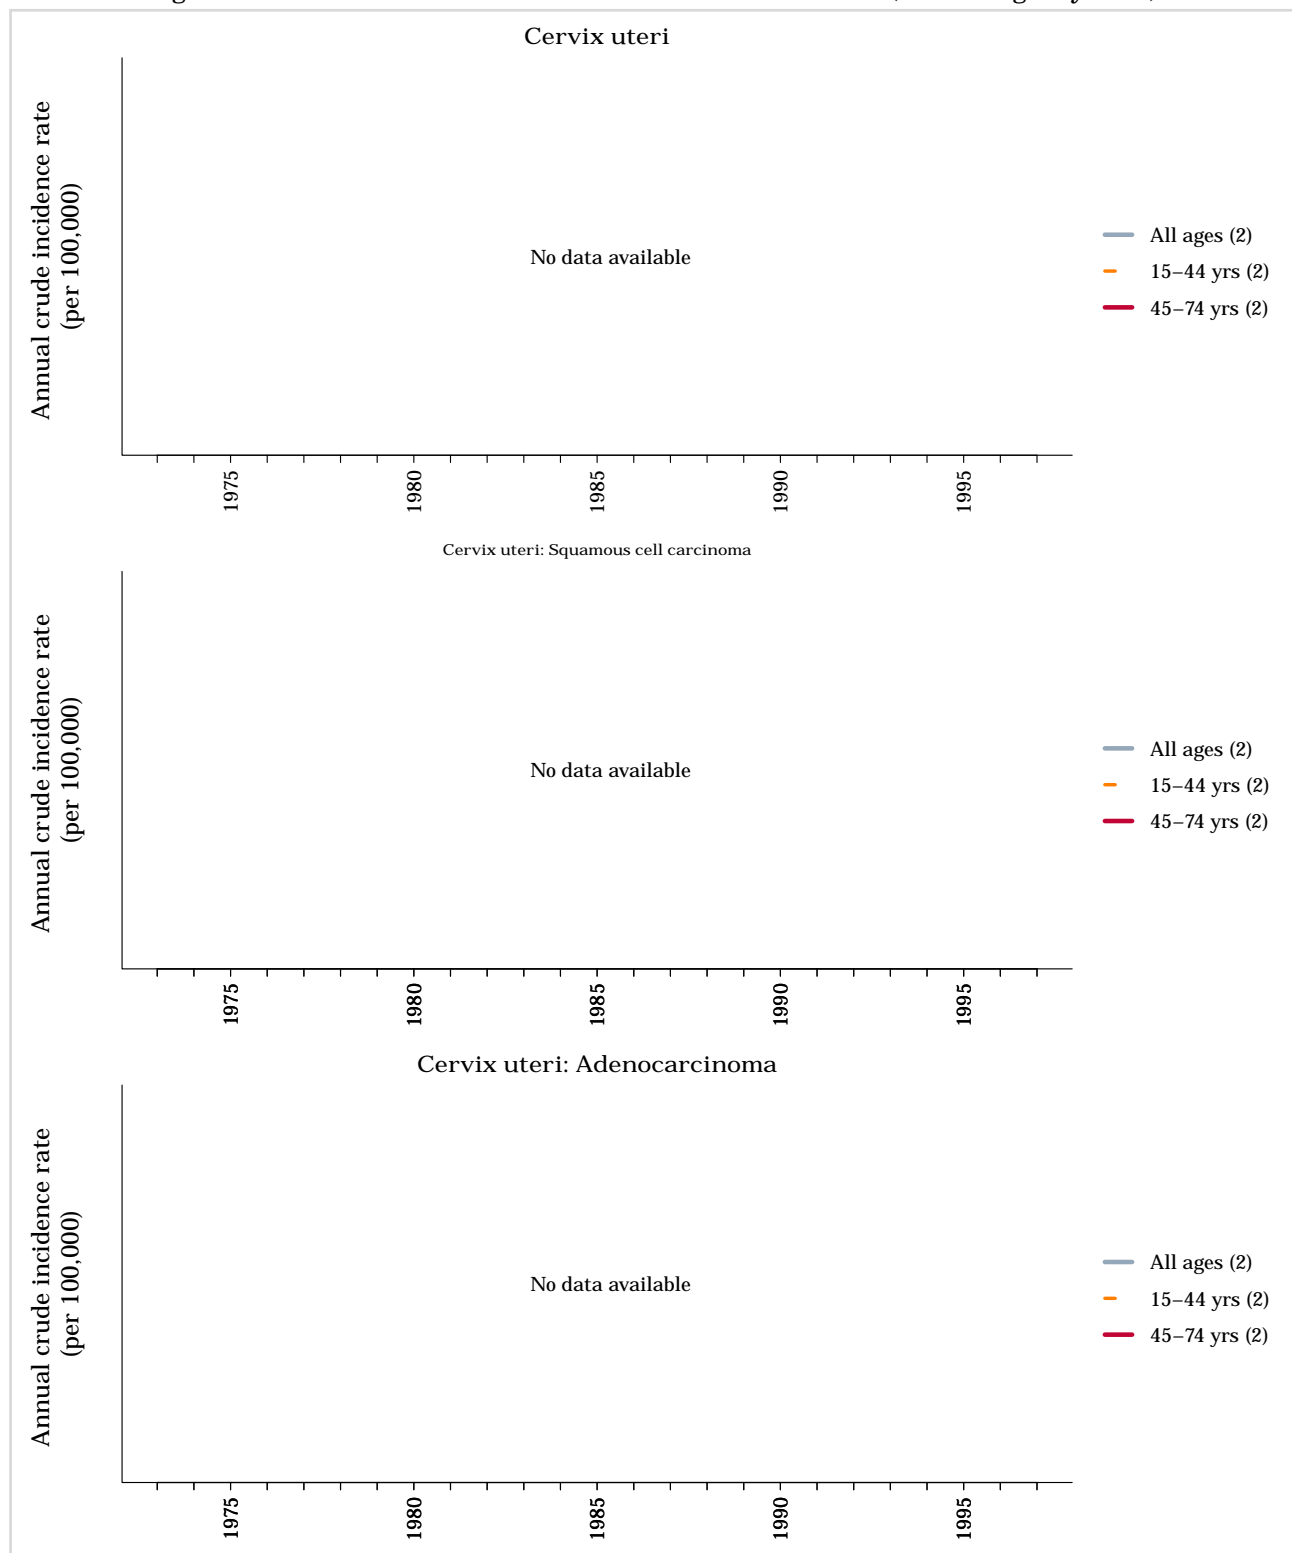 Cervix uteri
Annual crude incidence rate
(per 100,000)
No data available
All ages (2)
15–44 yrs (2)
45–74 yrs (2)
1975
1980
1985
1990
1995
Cervix uteri: Squamous cell carcinoma
Annual crude incidence rate
(per 100,000)
No data available
All ages (2)
15–44 yrs (2)
45–74 yrs (2)
1975
1980
1985
1990
1995
Cervix uteri: Adenocarcinoma
Annual crude incidence rate
(per 100,000)
No data available
All ages (2)
15–44 yrs (2)
45–74 yrs (2)
1975
1980
1985
1990
1995